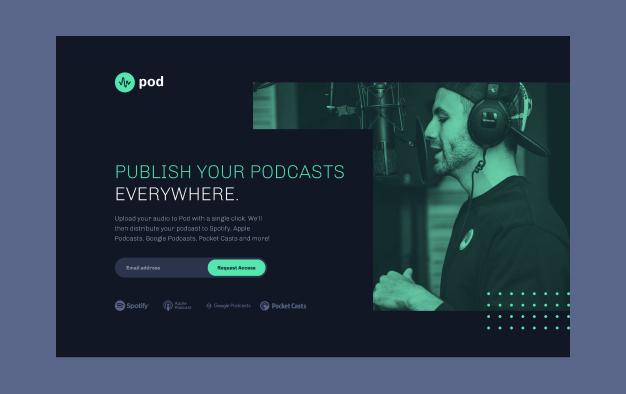 pod
PUBLISH YOUR PODCASTS
EVERYWHERE.
Upload your audio to Pod with a single click. We'll
then distribute your podcast to Spotify, Apple
Podcasts, Google Podcasts, Pocket Casts and more!
Email address Request Access
Spotify Apple Podcasts Google Podcasts Pocket Casts